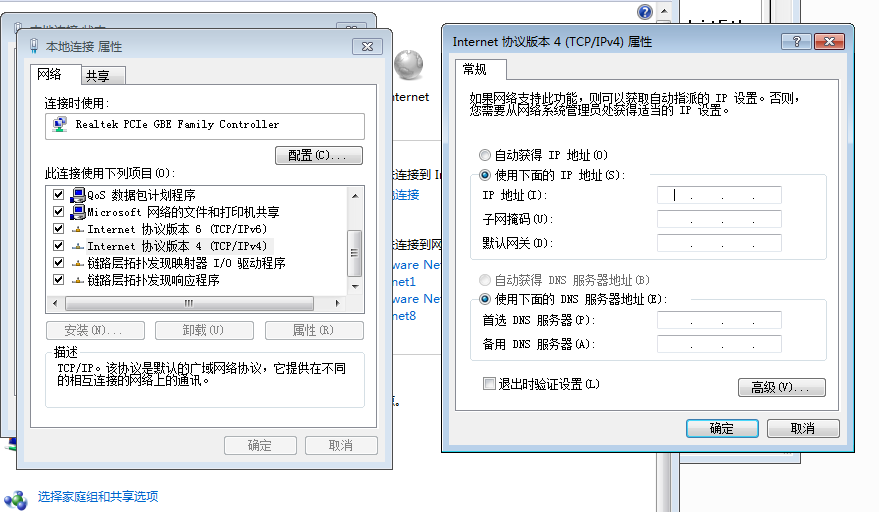 本地连接 状态
本地连接 属性
网络
共享
连接时使用:
Realtek PCIe GBE Family Controller
配置(C)...
此连接使用下列项目(O):
QoS 数据包计划程序
Microsoft 网络的文件和打印机共享
Internet 协议版本 6 (TCP/IPv6)
Internet 协议版本 4 (TCP/IPv4)
链路层拓扑发现映射器 I/O 驱动程序
链路层拓扑发现响应程序
安装(N)...
卸载(U)
属性(R)
描述
TCP/IP。该协议是默认的广域网络协议，它提供在不同
的相互连接的网络上的通讯。
确定
取消
选择家庭组和共享选项
nternet
连接到 In
连接
连接到网
ware Net
net1
ware Net
net8
Internet 协议版本 4 (TCP/IPv4) 属性
常规
如果网络支持此功能，则可以获取自动指派的 IP 设置。否则，
您需要从网络系统管理员处获得适当的 IP 设置。
自动获得 IP 地址(O)
使用下面的 IP 地址(S):
IP 地址(I):
子网掩码(U):
默认网关(D):
自动获得 DNS 服务器地址(B)
使用下面的 DNS 服务器地址(E):
首选 DNS 服务器(P):
备用 DNS 服务器(A):
退出时验证设置(L)
高级(V)...
确定
取消